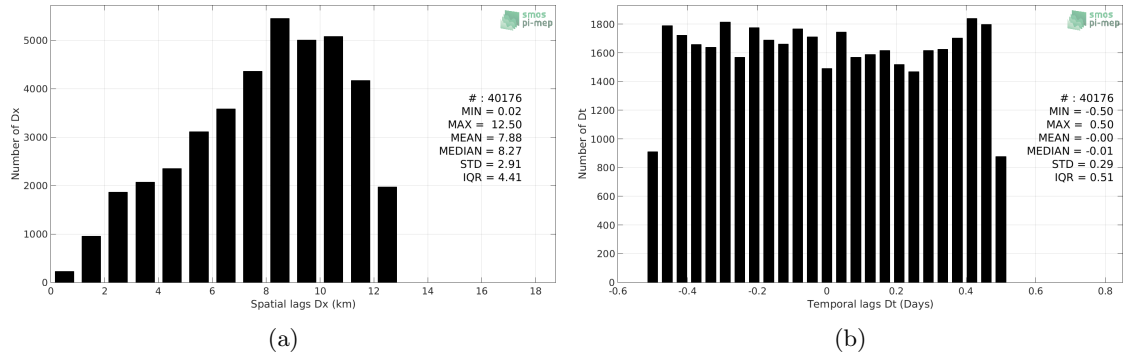 smos
pi-mep
5000
4000
3000
2000
1000
0
Number of Dx
# : 40176
MIN = 0.02
MAX = 12.50
MEAN = 7.88
MEDIAN = 8.27
STD = 2.91
IQR = 4.41
0 2 4 6 8 10 12 14 16 18
Spatial lags Dx (km)
(a)
smos
pi-mep
1800
1600
1400
1200
1000
800
600
400
200
0
Number of Dt
# : 40176
MIN = -0.50
MAX = 0.50
MEAN = -0.00
MEDIAN = -0.01
STD = 0.29
IQR = 0.51
-0.6 -0.4 -0.2 0 0.2 0.4 0.6 0.8
Temporal lags Dt (Days)
(b)